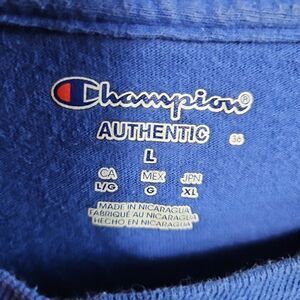 Champion®
AUTHENTIC
L
CA MEX JPN
L/G G XL
MADE IN NICARAGUA
FABRIQUÉ AU NICARAGUA
HECHO EN NICARAGUA